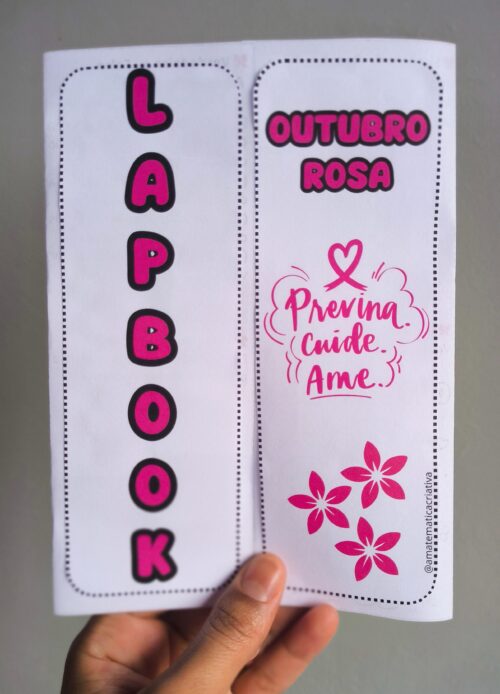 LAPBOOK
OUTUBRO
ROSA
Previna.
Cuide.
Ame.
@amatematicacriativa